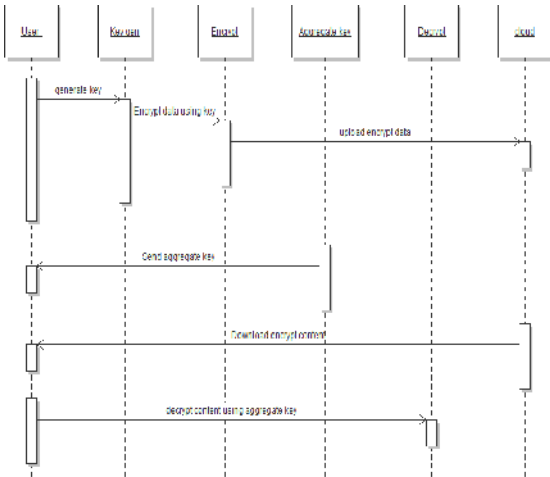 User
Key gen
Encrypt
Aggregate key
Decrypt
cloud
generate key
Encrypt data using key
upload encrypt data
Send aggregate key
Download encrypt content
decrypt content using aggregate key